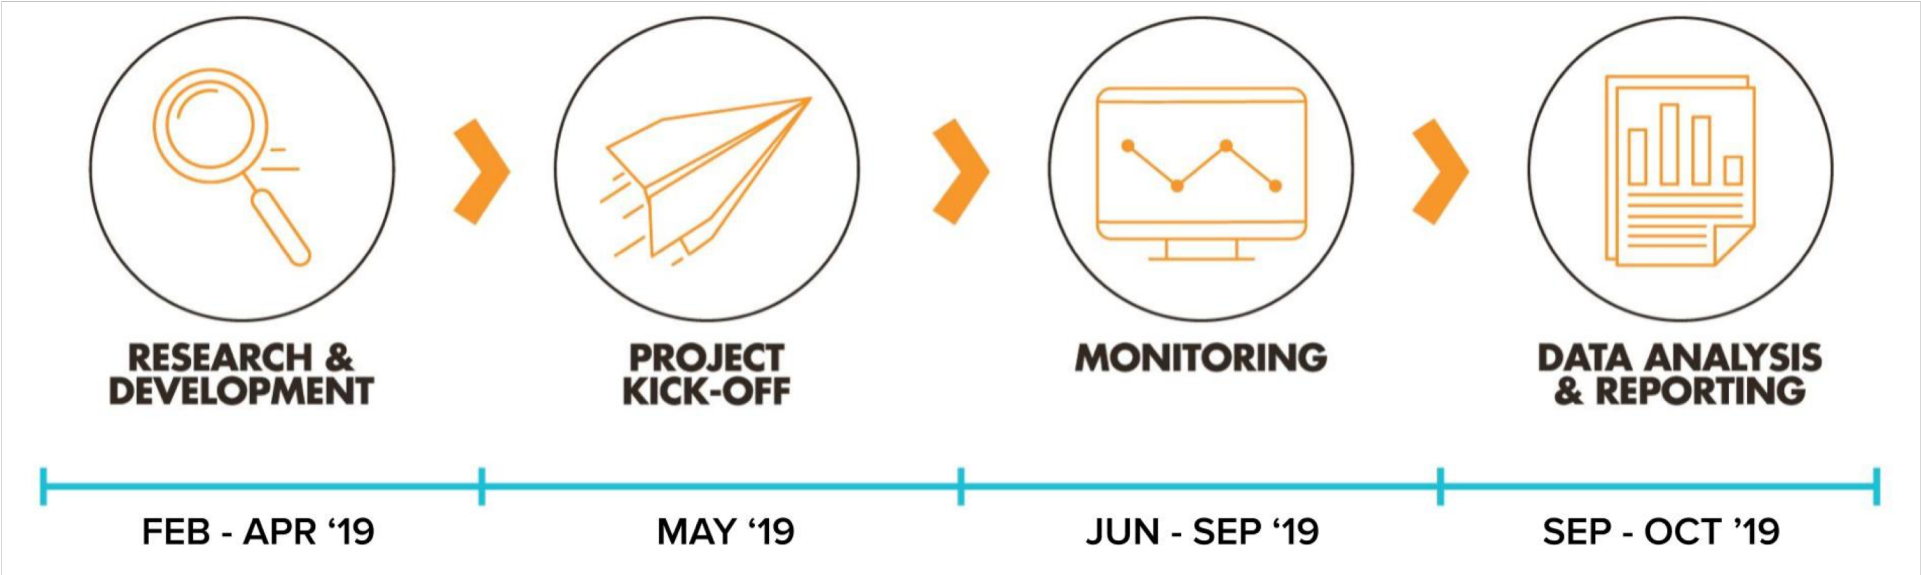 RESEARCH &
DEVELOPMENT
PROJECT
KICK-OFF
MONITORING
DATA ANALYSIS
& REPORTING
FEB - APR ‘19
MAY ‘19
JUN - SEP ‘19
SEP - OCT ’19